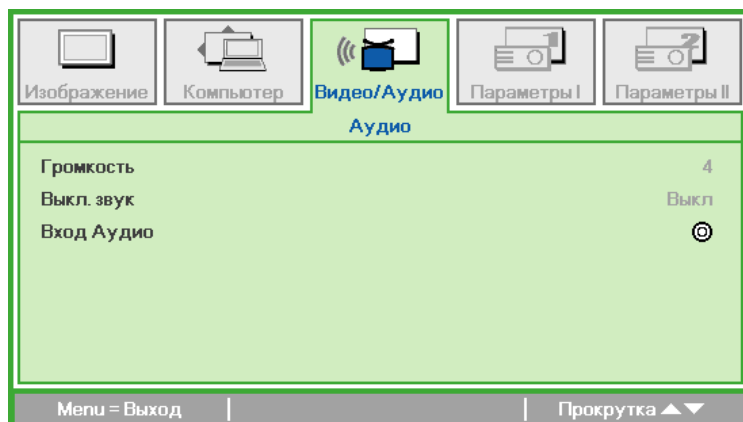 Изображение
Компьютер
Видео/Аудио
Параметры I
Параметры II
Аудио
Громкость 4
Выкл. звук Выкл
Вход Аудио
Menu = Выход
Прокрутка ▲▼